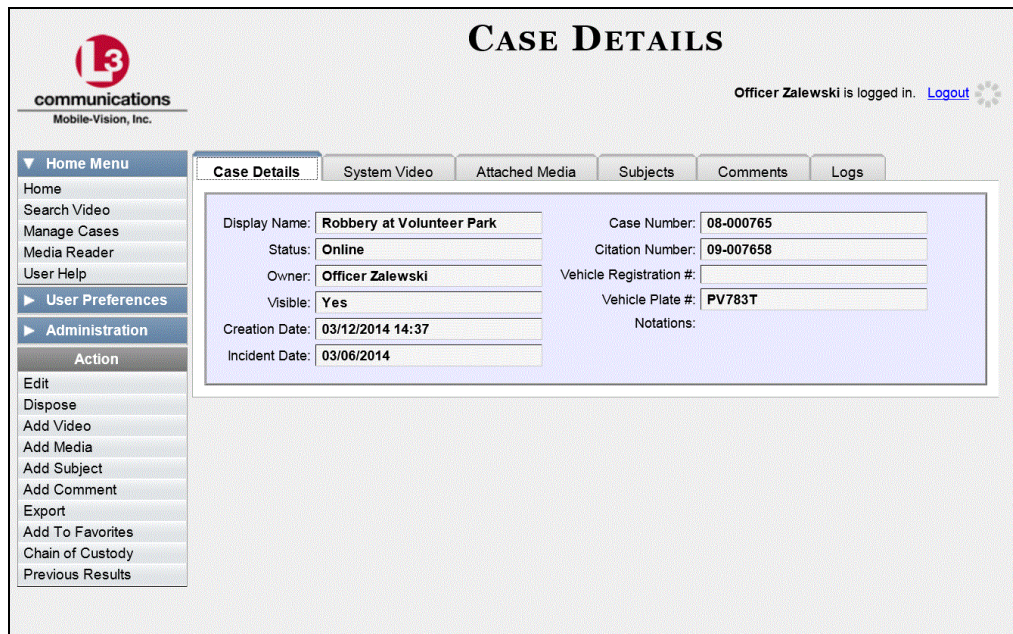 CASE DETAILS
L3
communications
Mobile-Vision, Inc.
Officer Zalewski is logged in. Logout
Home Menu
Home
Search Video
Manage Cases
Media Reader
User Help
User Preferences
Administration
Action
Edit
Dispose
Add Video
Add Media
Add Subject
Add Comment
Export
Add To Favorites
Chain of Custody
Previous Results
Case Details System Video Attached Media Subjects Comments Logs
Display Name: Robbery at Volunteer Park
Status: Online
Owner: Officer Zalewski
Visible: Yes
Creation Date: 03/12/2014 14:37
Incident Date: 03/06/2014
Case Number: 08-000765
Citation Number: 09-007658
Vehicle Registration #:
Vehicle Plate #: PV783T
Notations: